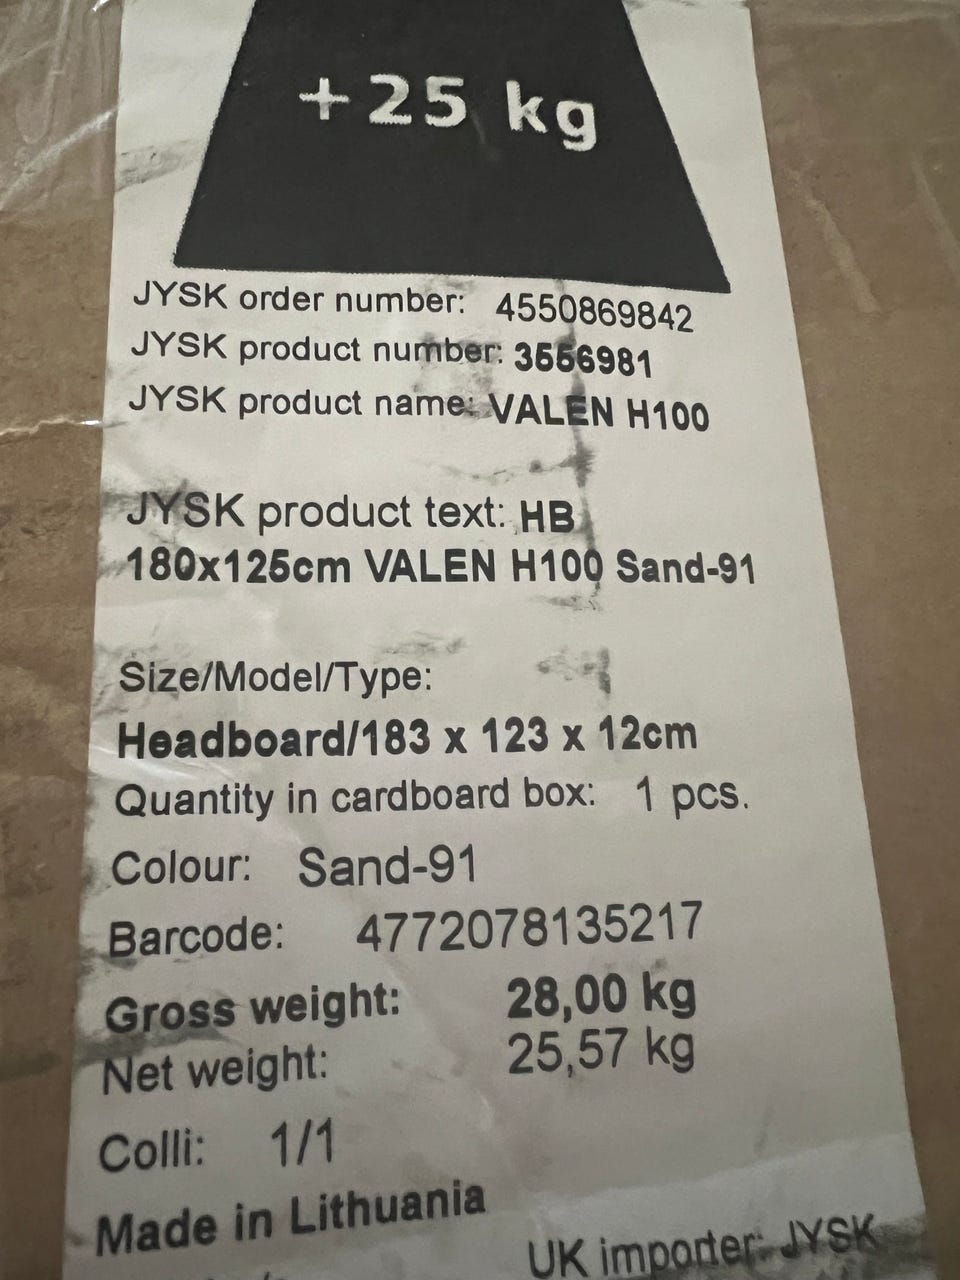 +25 kg
JYSK order number: 4550869842
JYSK product number: 3556981
JYSK product name: VALEN H100
JYSK product text: HB
180x125cm VALEN H100 Sand-91
Size/Model/Type:
Headboard/183 x 123 x 12cm
Quantity in cardboard box: 1 pcs.
Colour: Sand-91
Barcode: 4772078135217
Gross weight: 28,00 kg
Net weight: 25,57 kg
Colli: 1/1
Made in Lithuania
UK importer: JYSK